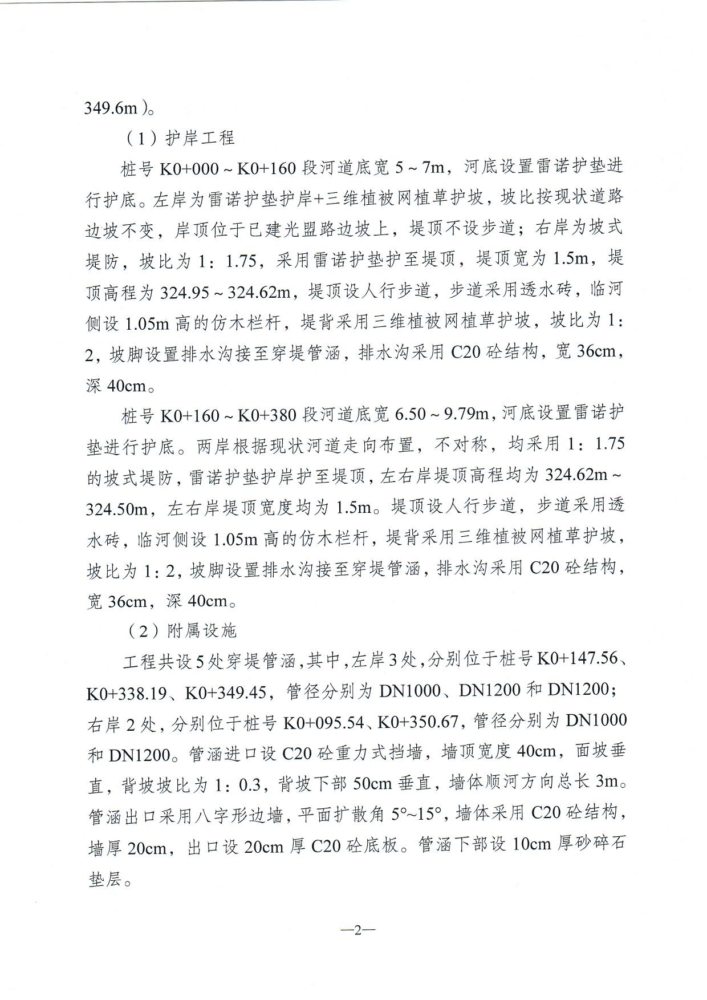 349.6m）。
（1）护岸工程
桩号 K0+000～K0+160 段河道底宽 5～7m，河底设置雷诺护垫进
行护底。左岸为雷诺护垫护岸+三维植被网植草护坡，坡比按现状道路
边坡不变，岸顶位于已建光盟路边坡上，堤顶不设步道；右岸为坡式
堤防，坡比为 1：1.75，采用雷诺护垫护至堤顶，堤顶宽为 1.5m，堤
顶高程为 324.95～324.62m，堤顶设人行步道，步道采用透水砖，临河
侧设 1.05m 高的仿木栏杆，堤背采用三维植被网植草护坡，坡比为 1：
2，坡脚设置排水沟接至穿堤管涵，排水沟采用 C20 砼结构，宽 36cm，
深 40cm。
桩号 K0+160～K0+380 段河道底宽 6.50～9.79m，河底设置雷诺护
垫进行护底。两岸根据现状河道走向布置，不对称，均采用 1：1.75
的坡式堤防，雷诺护垫护岸护至堤顶，左右岸堤顶高程均为 324.62m～
324.50m，左右岸堤顶宽度均为 1.5m。堤顶设人行步道，步道采用透
水砖，临河侧设 1.05m 高的仿木栏杆，堤背采用三维植被网植草护坡，
坡比为 1：2，坡脚设置排水沟接至穿堤管涵，排水沟采用 C20 砼结构，
宽 36cm，深 40cm。
（2）附属设施
工程共设 5 处穿堤管涵，其中，左岸 3 处，分别位于桩号 K0+147.56、
K0+338.19、K0+349.45，管径分别为 DN1000、DN1200 和 DN1200；
右岸 2 处，分别位于桩号 K0+095.54、K0+350.67，管径分别为 DN1000
和 DN1200。管涵进口设 C20 砼重力式挡墙，墙顶宽度 40cm，面坡垂
直，背坡坡比为 1：0.3，背坡下部 50cm 垂直，墙体顺河方向总长 3m。
管涵出口采用八字形边墙，平面扩散角 5°~15°，墙体采用 C20 砼结构，
墙厚 20cm，出口设 20cm 厚 C20 砼底板。管涵下部设 10cm 厚砂碎石
垫层。
—2—